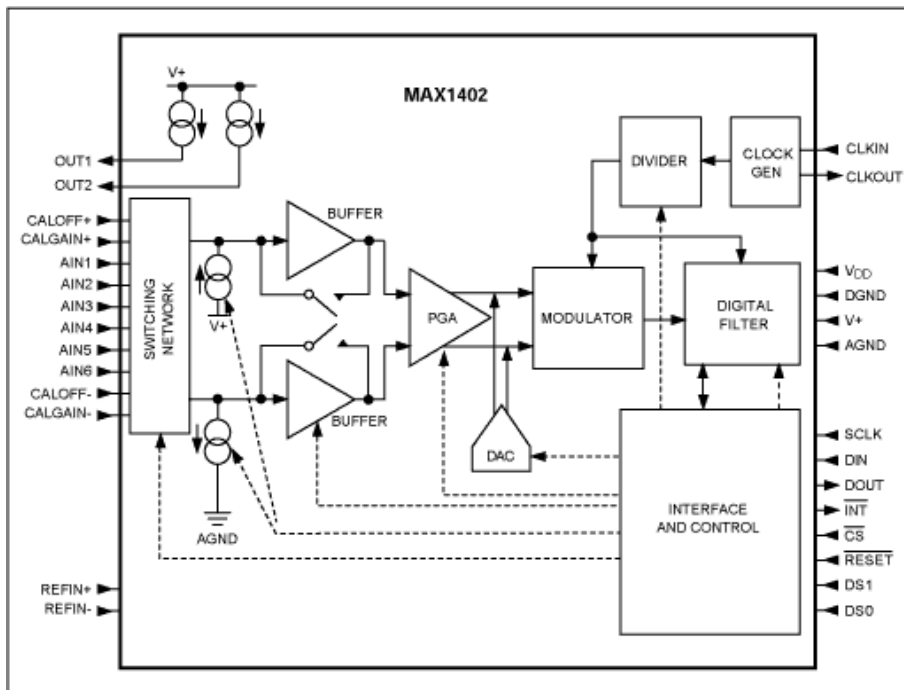 MAX1402
V+
OUT1
OUT2
CALOFF+
CALGAIN+
AIN1
AIN2
AIN3
AIN4
AIN5
AIN6
CALOFF-
CALGAIN-
REFIN+
REFIN-
SWITCHING
NETWORK
V+
AGND
BUFFER
BUFFER
PGA
DAC
MODULATOR
DIVIDER
CLOCK
GEN
DIGITAL
FILTER
INTERFACE
AND CONTROL
CLKIN
CLKOUT
VDD
DGND
V+
AGND
SCLK
DIN
DOUT
INT
CS
RESET
DS1
DS0